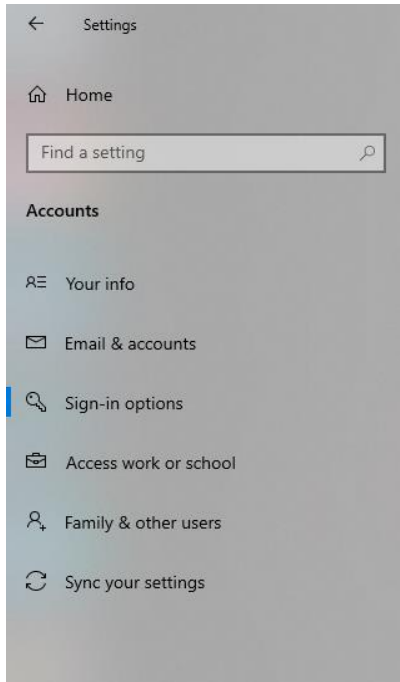 Settings
Home
Find a setting
Accounts
Your info
Email & accounts
Sign-in options
Access work or school
Family & other users
Sync your settings